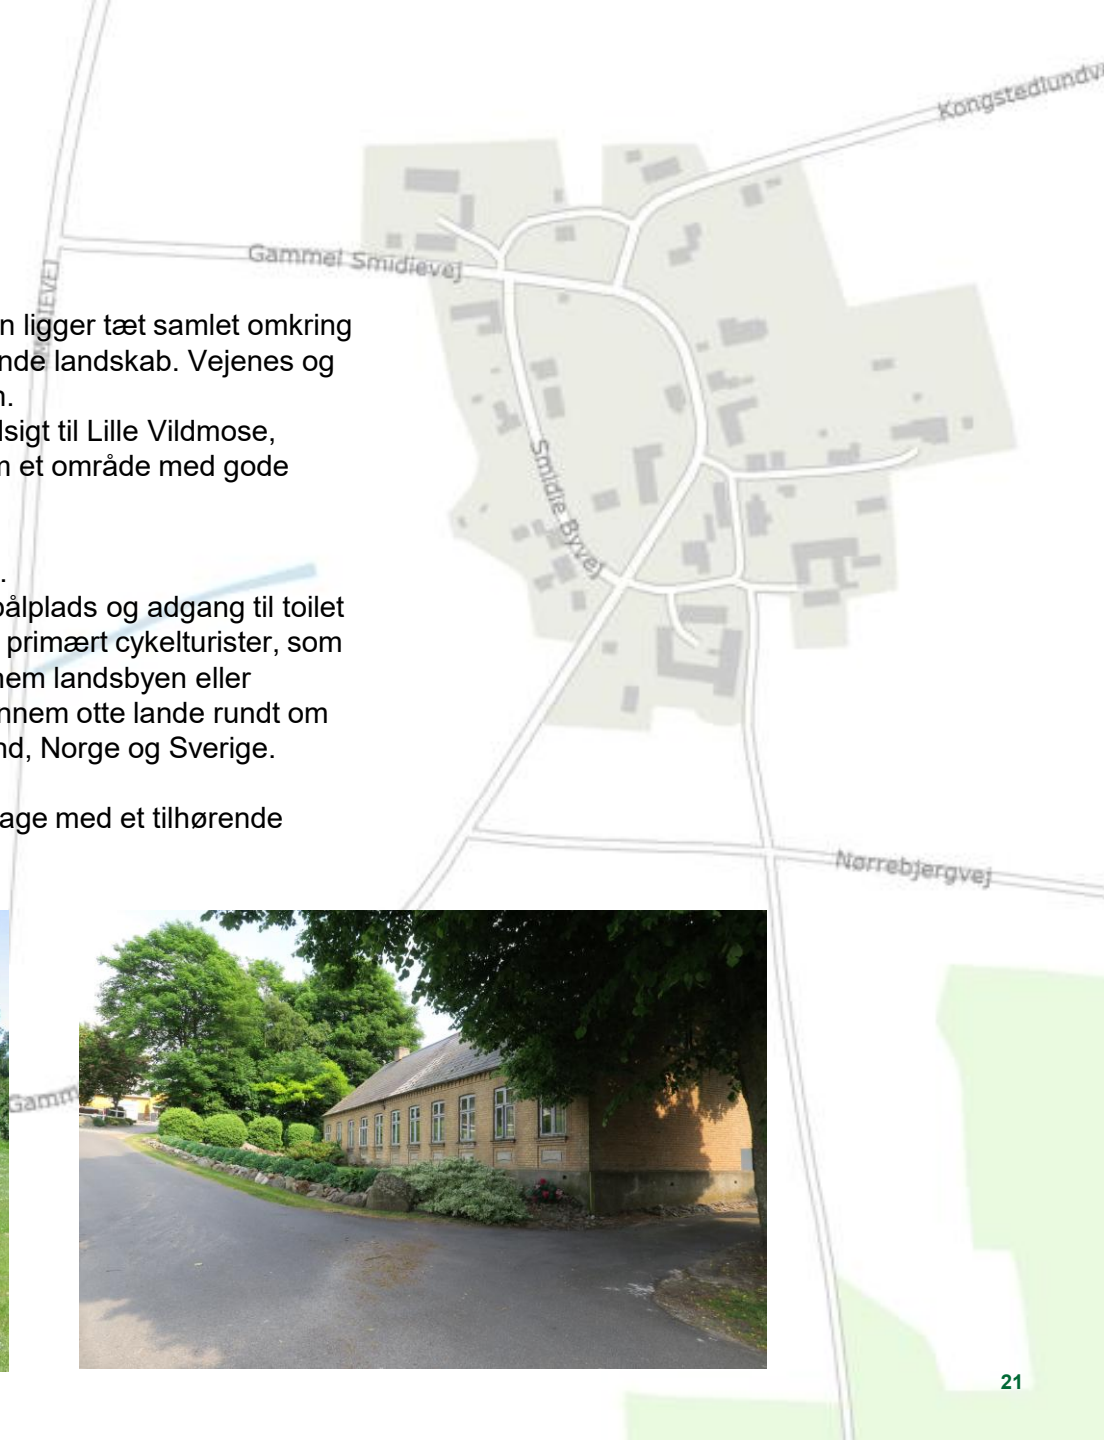 Kongstedlundv
Gammel Smidievej
n ligger tæt samlet omkring
nde landskab. Vejenes og
n.
dsigt til Lille Vildmose,
m et område med gode
Smidie Byvej
.
bålplads og adgang til toilet
primært cykelturister, som
nem landsbyen eller
nnem otte lande rundt om
nd, Norge og Sverige.
age med et tilhørende
Nørrebjergvej
Gamm
21